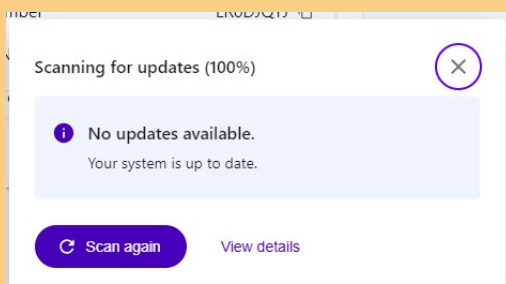 Scanning for updates (100%)
No updates available.
Your system is up to date.
Scan again
View details